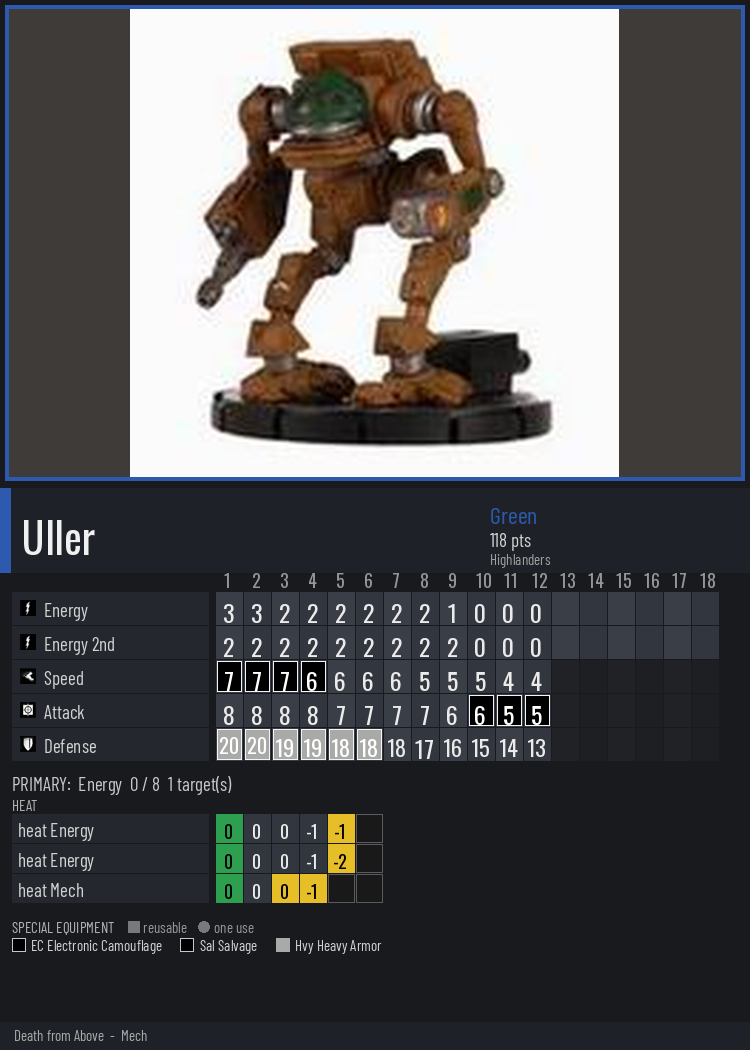 Uller
Green
118 pts
Highlanders
1 2 3 4 5 6 7 8 9 10 11 12 13 14 15 16 17 18
Energy 3 3 2 2 2 2 2 2 1 0 0 0
Energy 2nd 2 2 2 2 2 2 2 2 2 0 0 0
Speed 7 7 7 6 6 6 6 5 5 5 4 4
Attack 8 8 8 8 7 7 7 7 6 6 5 5
Defense 20 20 19 19 18 18 18 17 16 15 14 13
PRIMARY: Energy 0 / 8 1 target(s)
HEAT
heat Energy 0 0 0 -1 -1
heat Energy 0 0 0 -1 -2
heat Mech 0 0 0 -1
SPECIAL EQUIPMENT reusable one use
EC Electronic Camouflage Sal Salvage Hvy Heavy Armor
Death from Above - Mech